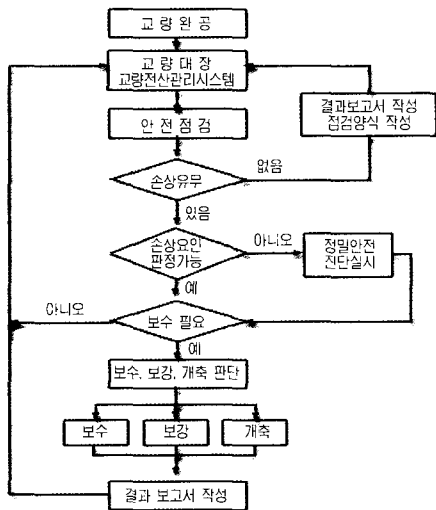 교 량 완 공
교 량 대 장
교량전산관리시스템
안 전 점 검
결과보고서 작성
점검양식 작성
손상유무
없음
있음
손상요인
판정가능
아니오
정밀안전
진단실시
예
아니오
보수 필요
예
보수, 보강, 개축 판단
보수
보강
개축
결과 보고서 작성